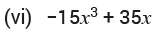 (vi) −15x³ + 35x